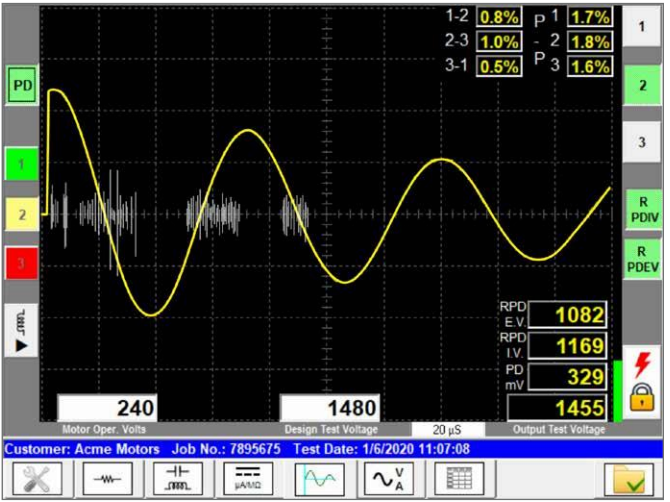 1-2 0.8% P 1 1.7%
2-3 1.0% - 2 1.8%
3-1 0.5% P 3 1.6%
1
PD
2
3
1
2
R
PDIV
3
R
PDEV
RPD
E.V. 1082
RPD
I.V. 1169
PD
mV 329
240 1480 1455
Motor Oper. Volts Design Test Voltage 20 µS Output Test Voltage
Customer: Acme Motors Job No.: 7895675 Test Date: 1/6/2020 11:07:08
µA/MΩ
V
A